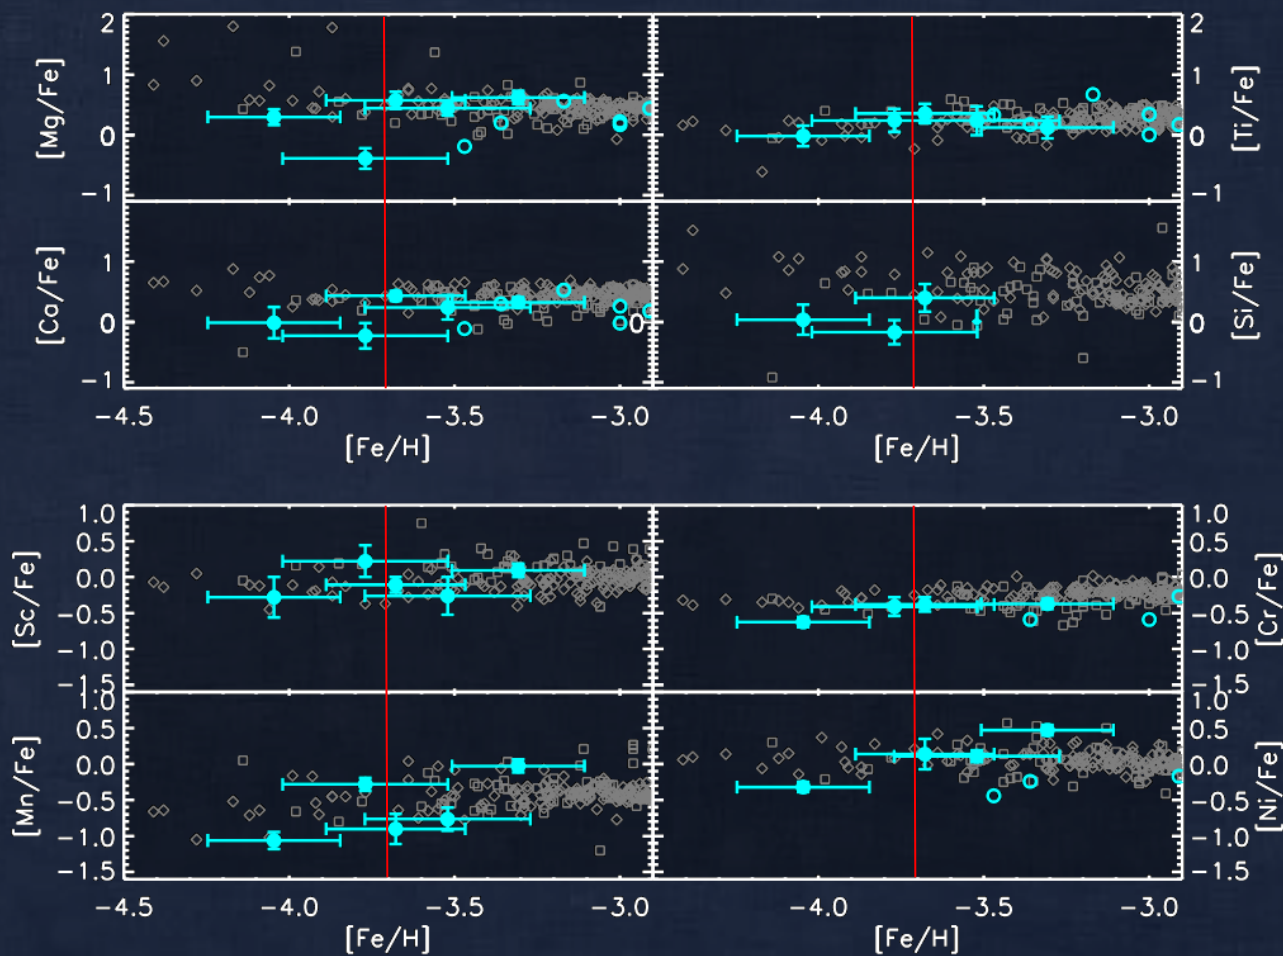 2 2
1 1
0 0
−1 −1
[Mg/Fe] [Ti/Fe]
1 1
0 0 0
−1 −1
[Ca/Fe] [Si/Fe]
−4.5 −4.0 −3.5 −3.0 −4.0 −3.5 −3.0
[Fe/H] [Fe/H]
1.0 1.0
0.5 0.5
0.0 0.0
−0.5 −0.5
−1.0 −1.0
−1.5 −1.5
[Sc/Fe] [Cr/Fe]
1.0 1.0
0.5 0.5
0.0 0.0
−0.5 −0.5
−1.0 −1.0
−1.5 −1.5
[Mn/Fe] [Ni/Fe]
−4.5 −4.0 −3.5 −3.0 −4.0 −3.5 −3.0
[Fe/H] [Fe/H]